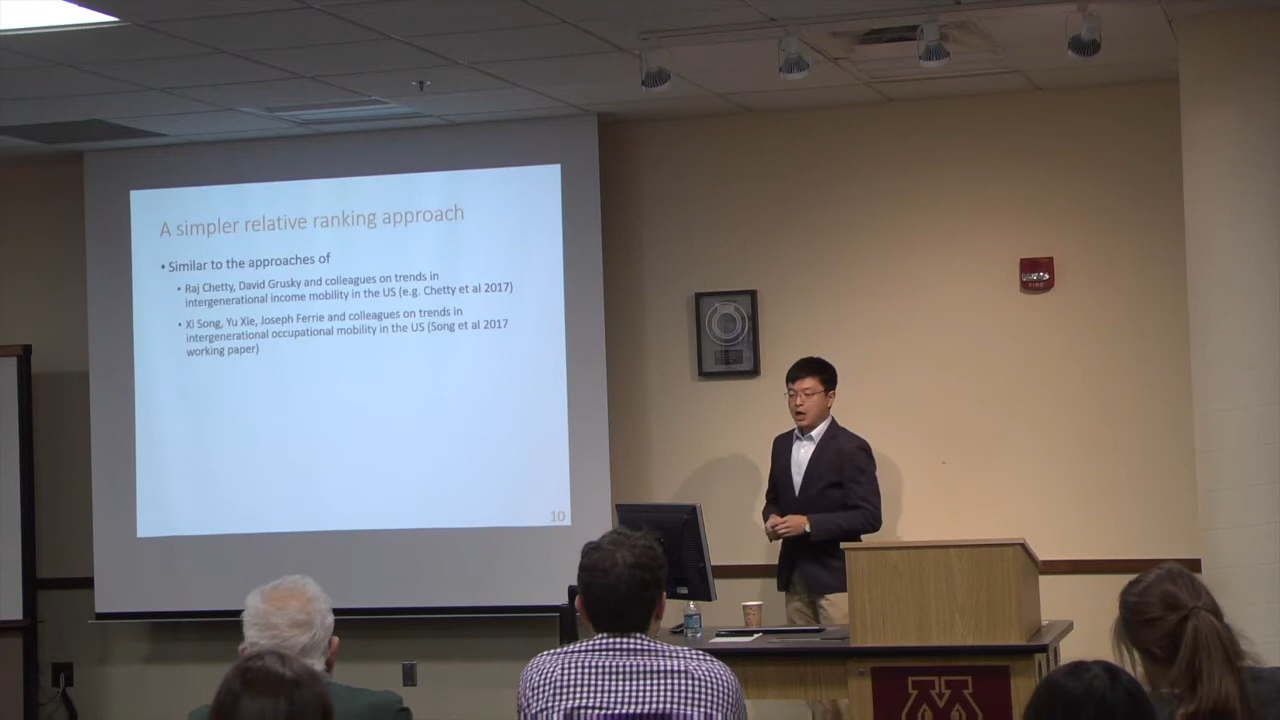 A simpler relative ranking approach
• Similar to the approaches of
• Raj Chetty, David Grusky and colleagues on trends in
intergenerational income mobility in the US (e.g. Chetty et al 2017)
• Xi Song, Yu Xie, Joseph Ferrie and colleagues on trends in
intergenerational occupational mobility in the US (Song et al 2017
working paper)
10
FIRE
M